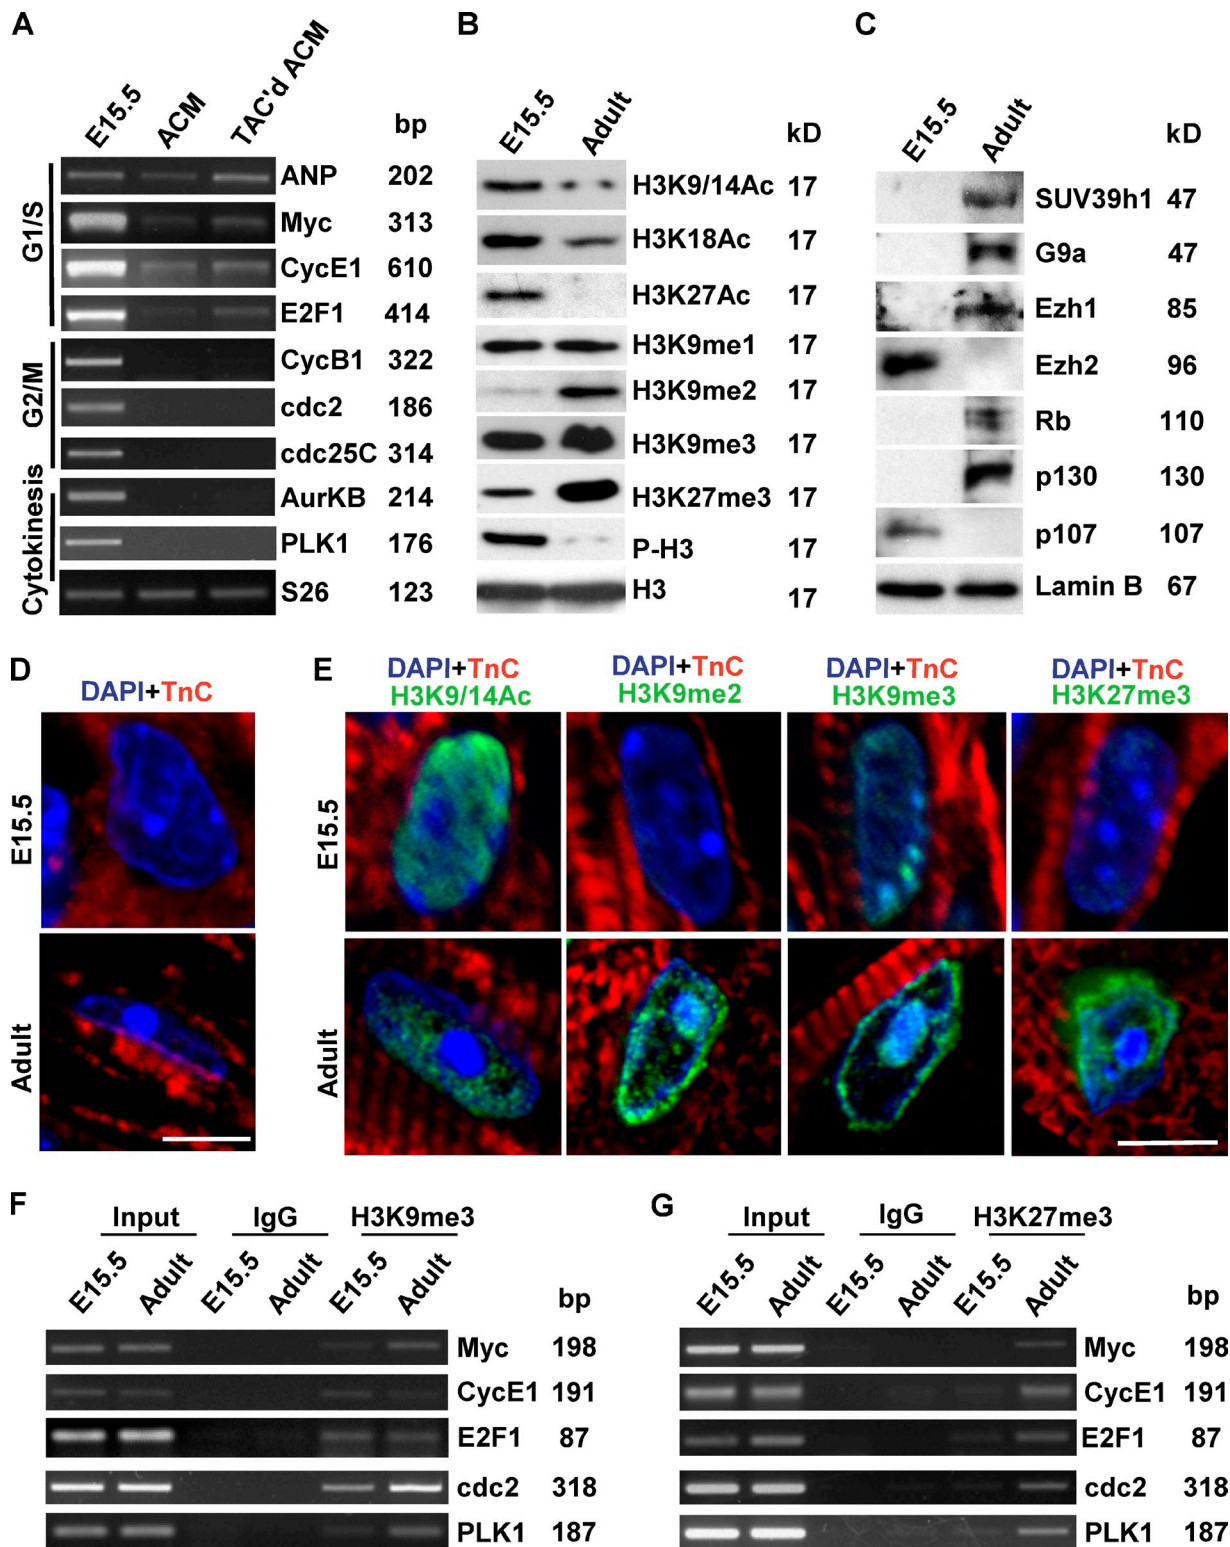 A
E15.5 ACM TAC'd ACM bp
G1/S
ANP 202
Myc 313
CycE1 610
E2F1 414
G2/M
CycB1 322
cdc2 186
cdc25C 314
Cytokinesis
AurKB 214
PLK1 176
S26 123
B
E15.5 Adult kD
H3K9/14Ac 17
H3K18Ac 17
H3K27Ac 17
H3K9me1 17
H3K9me2 17
H3K9me3 17
H3K27me3 17
P-H3 17
H3 17
C
E15.5 Adult kD
SUV39h1 47
G9a 47
Ezh1 85
Ezh2 96
Rb 110
p130 130
p107 107
Lamin B 67
D
DAPI+TnC
E15.5
Adult
E
DAPI+TnC
H3K9/14Ac
DAPI+TnC
H3K9me2
DAPI+TnC
H3K9me3
DAPI+TnC
H3K27me3
E15.5
Adult
F
Input IgG H3K9me3
E15.5 Adult E15.5 Adult E15.5 Adult bp
Myc 198
CycE1 191
E2F1 87
cdc2 318
PLK1 187
G
Input IgG H3K27me3
E15.5 Adult E15.5 Adult E15.5 Adult bp
Myc 198
CycE1 191
E2F1 87
cdc2 318
PLK1 187